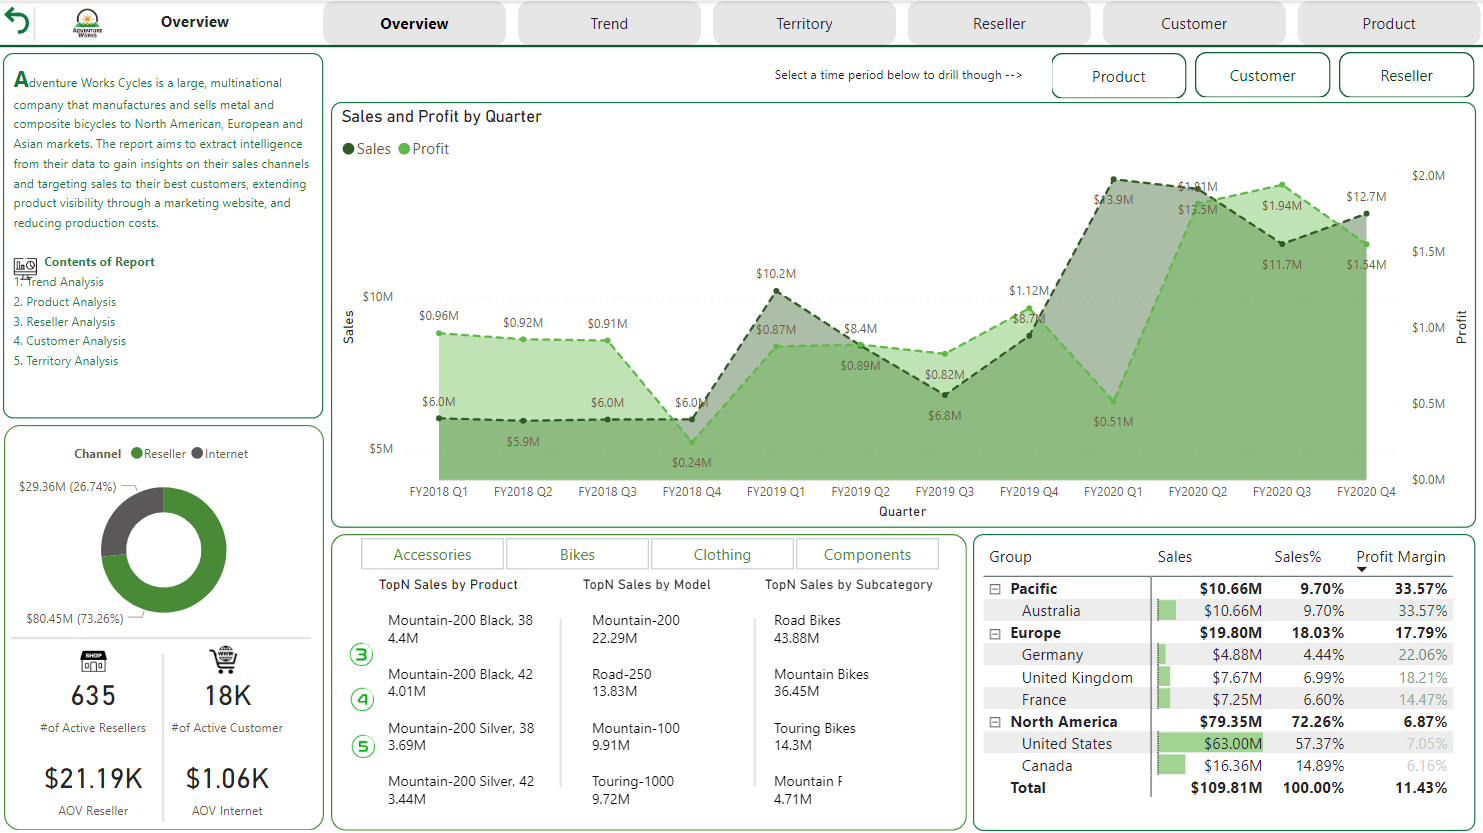 ADVENTURE WORKS
Overview
Overview
Trend
Territory
Reseller
Customer
Product
Adventure Works Cycles is a large, multinational
company that manufactures and sells metal and
composite bicycles to North American, European and
Asian markets. The report aims to extract intelligence
from their data to gain insights on their sales channels
and targeting sales to their best customers, extending
product visibility through a marketing website, and
reducing production costs.
Contents of Report
1. Trend Analysis
2. Product Analysis
3. Reseller Analysis
4. Customer Analysis
5. Territory Analysis
Select a time period below to drill though -->
Product
Customer
Reseller
Sales and Profit by Quarter
Sales Profit
$10M
$5M
Sales
$2.0M
$1.5M
$1.0M
$0.5M
$0.0M
Profit
$0.96M
$0.92M
$0.91M
$0.24M
$0.87M
$0.89M
$0.82M
$1.12M
$0.51M
$1.81M
$1.94M
$1.54M
$6.0M
$5.9M
$6.0M
$6.0M
$10.2M
$8.4M
$6.8M
$8.7M
$13.9M
$13.5M
$11.7M
$12.7M
FY2018 Q1 FY2018 Q2 FY2018 Q3 FY2018 Q4 FY2019 Q1 FY2019 Q2 FY2019 Q3 FY2019 Q4 FY2020 Q1 FY2020 Q2 FY2020 Q3 FY2020 Q4
Quarter
Channel Reseller Internet
$29.36M (26.74%)
$80.45M (73.26%)
SHOP
WWW
635
#of Active Resellers
18K
#of Active Customer
$21.19K
AOV Reseller
$1.06K
AOV Internet
Accessories
Bikes
Clothing
Components
3
4
5
TopN Sales by Product
Mountain-200 Black, 38
4.4M
Mountain-200 Black, 42
4.01M
Mountain-200 Silver, 38
3.69M
Mountain-200 Silver, 42
3.44M
TopN Sales by Model
Mountain-200
22.29M
Road-250
13.83M
Mountain-100
9.91M
Touring-1000
9.72M
TopN Sales by Subcategory
Road Bikes
43.88M
Mountain Bikes
36.45M
Touring Bikes
14.3M
Mountain F
4.71M
Group Sales Sales% Profit Margin
Pacific $10.66M 9.70% 33.57%
Australia $10.66M 9.70% 33.57%
Europe $19.80M 18.03% 17.79%
Germany $4.88M 4.44% 22.06%
United Kingdom $7.67M 6.99% 18.21%
France $7.25M 6.60% 14.47%
North America $79.35M 72.26% 6.87%
United States $63.00M 57.37% 7.05%
Canada $16.36M 14.89% 6.16%
Total $109.81M 100.00% 11.43%